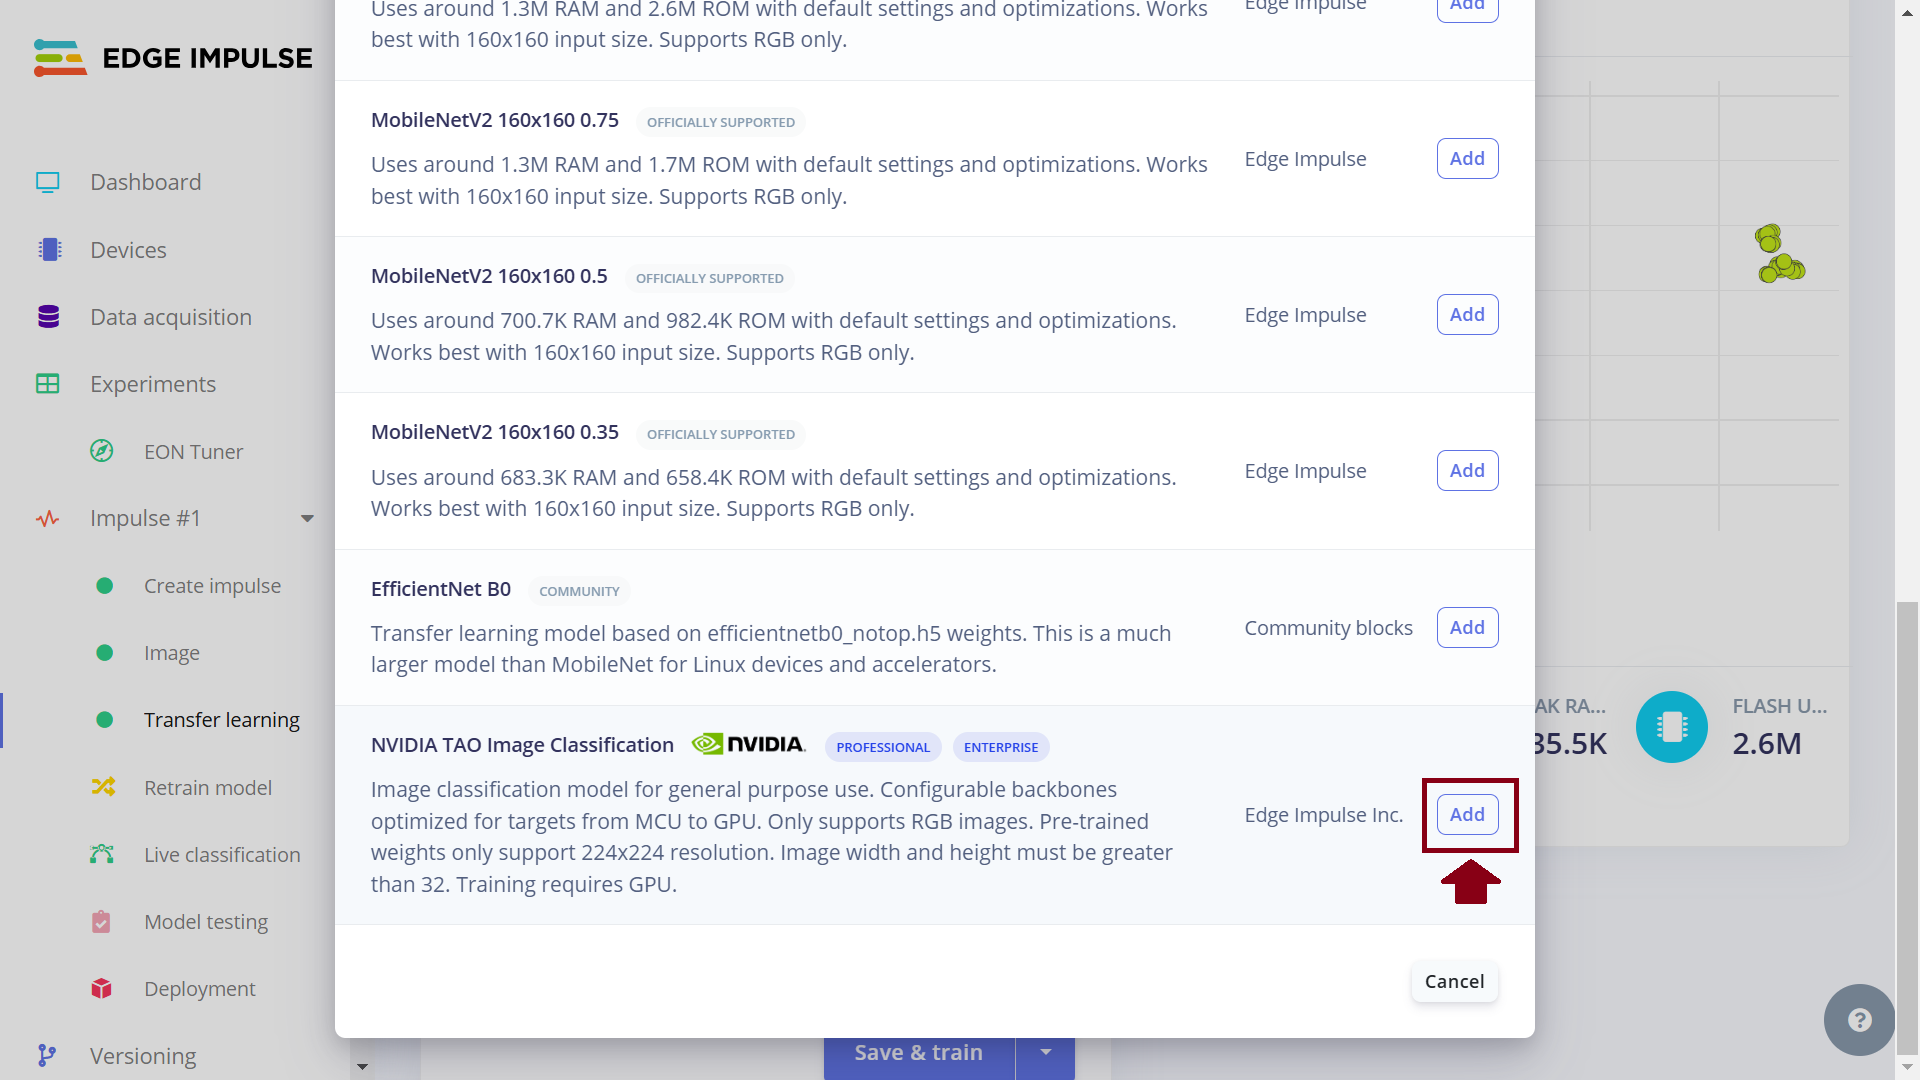 EDGE IMPULSE
Dashboard
Devices
Data acquisition
Experiments
EON Tuner
Impulse #1
Create impulse
Image
Transfer learning
Retrain model
Live classification
Model testing
Deployment
Versioning
Uses around 1.3M RAM and 2.6M ROM with default settings and optimizations. Works
best with 160x160 input size. Supports RGB only.
Edge Impulse
Add
MobileNetV2 160x160 0.75 OFFICIALLY SUPPORTED
Uses around 1.3M RAM and 1.7M ROM with default settings and optimizations. Works
best with 160x160 input size. Supports RGB only.
Edge Impulse
Add
MobileNetV2 160x160 0.5 OFFICIALLY SUPPORTED
Uses around 700.7K RAM and 982.4K ROM with default settings and optimizations.
Works best with 160x160 input size. Supports RGB only.
Edge Impulse
Add
MobileNetV2 160x160 0.35 OFFICIALLY SUPPORTED
Uses around 683.3K RAM and 658.4K ROM with default settings and optimizations.
Works best with 160x160 input size. Supports RGB only.
Edge Impulse
Add
EfficientNet B0 COMMUNITY
Transfer learning model based on efficientnetb0_notop.h5 weights. This is a much
larger model than MobileNet for Linux devices and accelerators.
Community blocks
Add
NVIDIA TAO Image Classification NVIDIA. PROFESSIONAL ENTERPRISE
Image classification model for general purpose use. Configurable backbones
optimized for targets from MCU to GPU. Only supports RGB images. Pre-trained
weights only support 224x224 resolution. Image width and height must be greater
than 32. Training requires GPU.
Edge Impulse Inc.
Add
Cancel
Save & train
AK RA...
35.5K
FLASH U...
2.6M
?